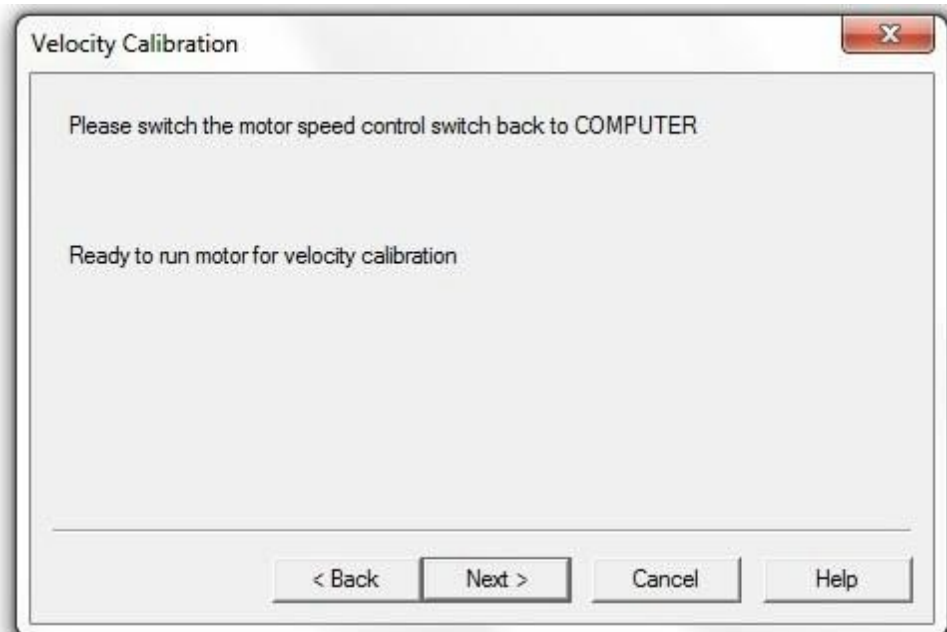 Velocity Calibration
Please switch the motor speed control switch back to COMPUTER
Ready to run motor for velocity calibration
< Back Next > Cancel Help